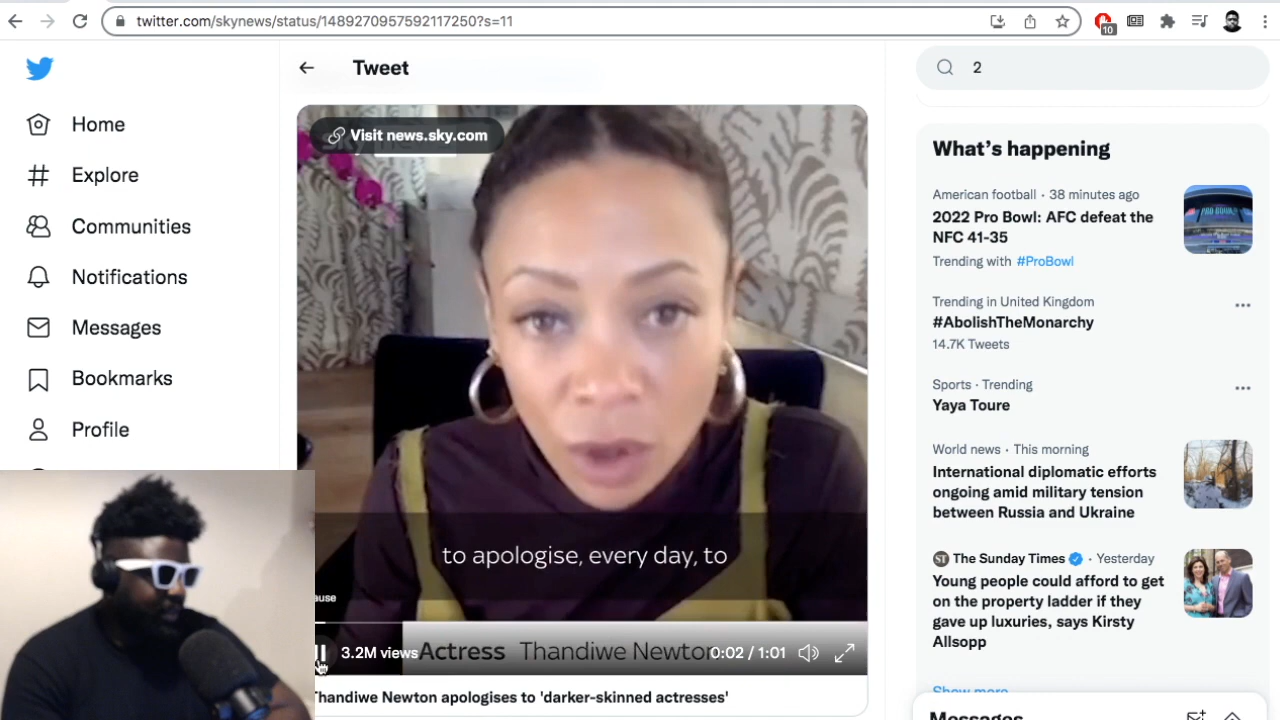 twitter.com/skynews/status/1489270957592117250?s=11
10
Tweet
2
Home
Explore
Communities
Notifications
Messages
Bookmarks
Profile
Visit news.sky.com
to apologise, every day, to
ause
3.2M views
Actress Thandiwe Newton
0:02 / 1:01
Thandiwe Newton apologises to 'darker-skinned actresses'
What's happening
American football · 38 minutes ago
2022 Pro Bowl: AFC defeat the
NFC 41-35
Trending with #ProBowl
Trending in United Kingdom
#AbolishTheMonarchy
14.7K Tweets
Sports · Trending
Yaya Toure
World news · This morning
International diplomatic efforts
ongoing amid military tension
between Russia and Ukraine
The Sunday Times · Yesterday
Young people could afford to get
on the property ladder if they
gave up luxuries, says Kirsty
Allsopp
Show more
Messages